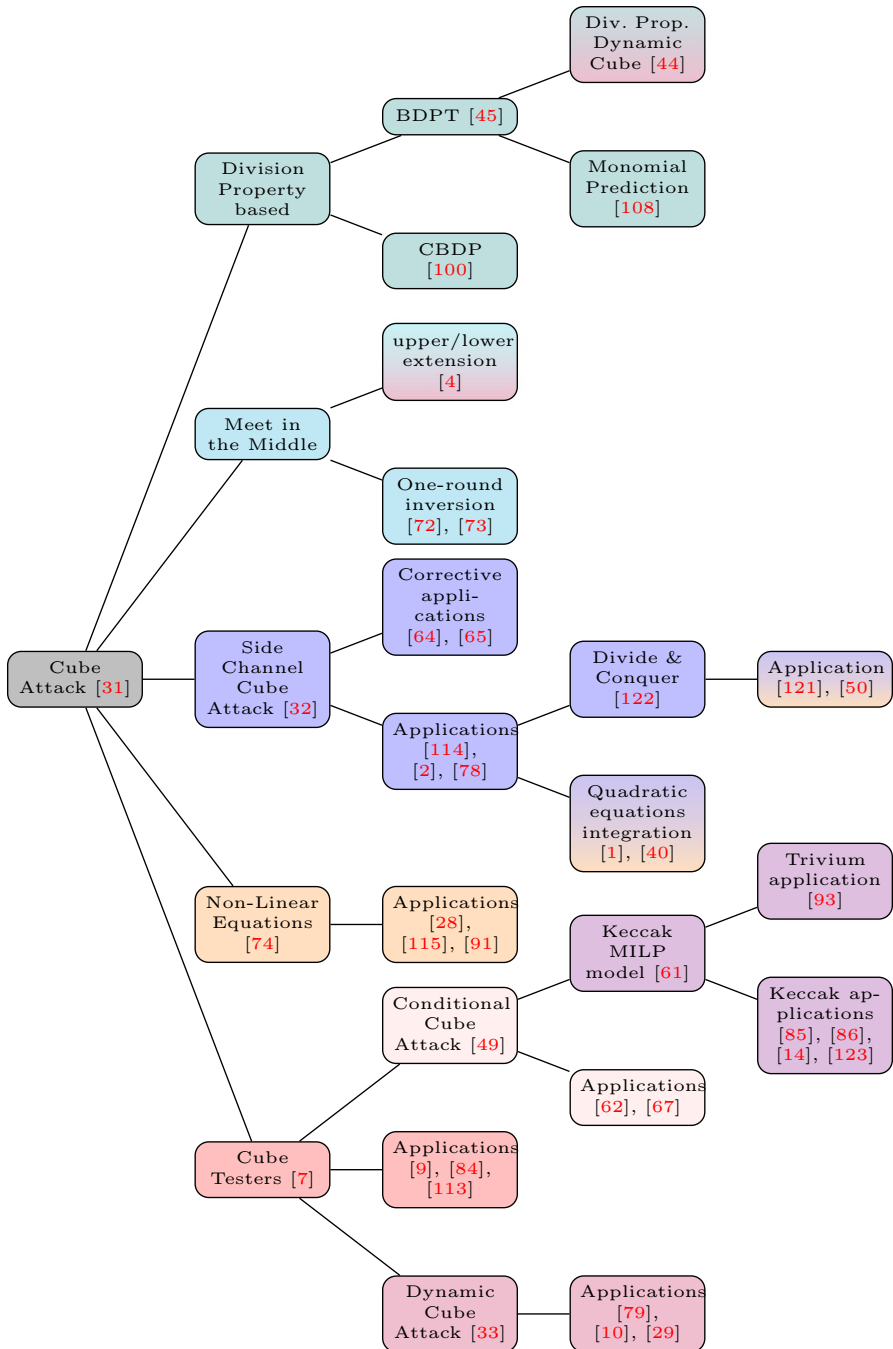 Div. Prop.
Dynamic
Cube [44]
BDPT [45]
Division
Property
based
Monomial
Prediction
[108]
CBDP
[100]
upper/lower
extension
[4]
Meet in
the Middle
One-round
inversion
[72], [73]
Corrective
appli-
cations
[64], [65]
Cube
Attack [31]
Side
Channel
Cube
Attack [32]
Divide &
Conquer
[122]
Application
[121], [50]
Applications
[114],
[2], [78]
Quadratic
equations
integration
[1], [40]
Trivium
application
[93]
Non-Linear
Equations
[74]
Applications
[28],
[115], [91]
Keccak
MILP
model [61]
Keccak ap-
plications
[85], [86],
[14], [123]
Conditional
Cube
Attack [49]
Applications
[62], [67]
Cube
Testers [7]
Applications
[9], [84],
[113]
Dynamic
Cube
Attack [33]
Applications
[79],
[10], [29]